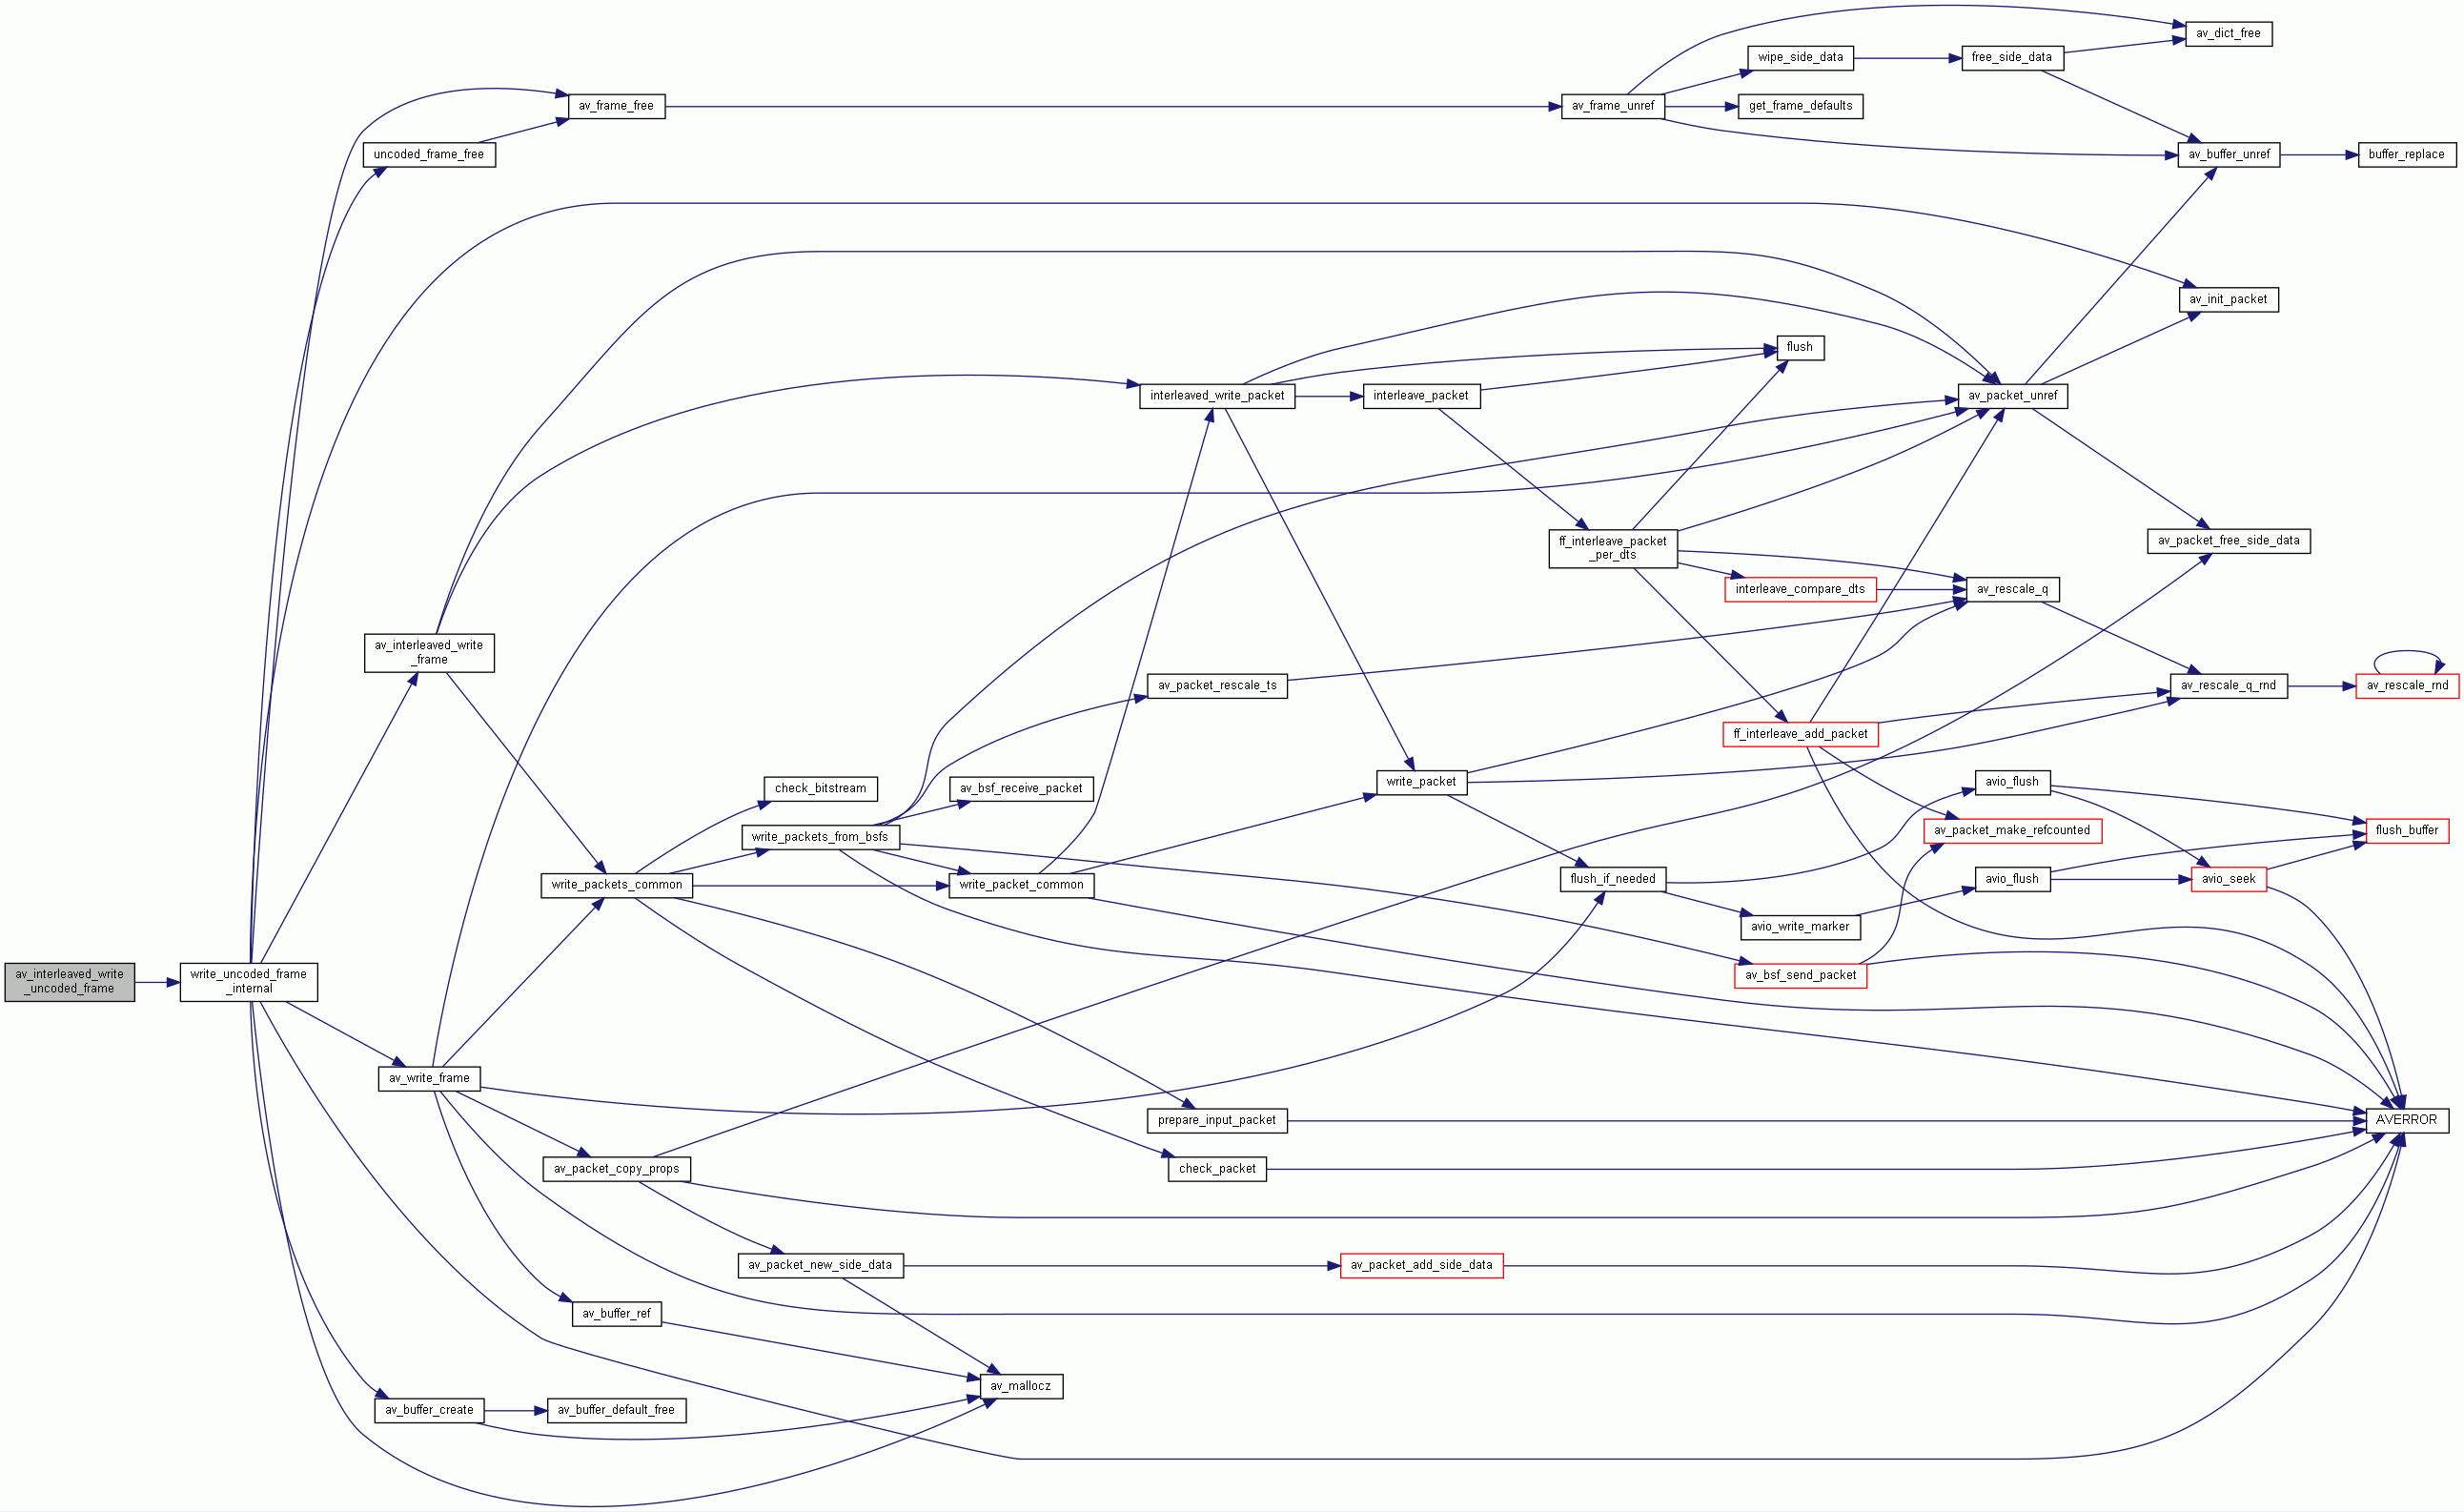 av_dict_free
wipe_side_data
free_side_data
av_frame_free
av_frame_unref
get_frame_defaults
uncoded_frame_free
av_buffer_unref
buffer_replace
av_init_packet
flush
interleaved_write_packet
interleave_packet
av_packet_unref
ff_interleave_packet
_per_dts
av_packet_free_side_data
interleave_compare_dts
av_rescale_q
av_interleaved_write
_frame
av_packet_rescale_ts
av_rescale_q_rnd
av_rescale_rnd
ff_interleave_add_packet
check_bitstream
av_bsf_receive_packet
write_packet
avio_flush
write_packets_from_bsfs
av_packet_make_refcounted
flush_buffer
write_packets_common
write_packet_common
flush_if_needed
avio_flush
avio_seek
avio_write_marker
av_interleaved_write
_uncoded_frame
write_uncoded_frame
_internal
av_bsf_send_packet
av_write_frame
prepare_input_packet
AVERROR
av_packet_copy_props
check_packet
av_packet_new_side_data
av_packet_add_side_data
av_buffer_ref
av_mallocz
av_buffer_create
av_buffer_default_free